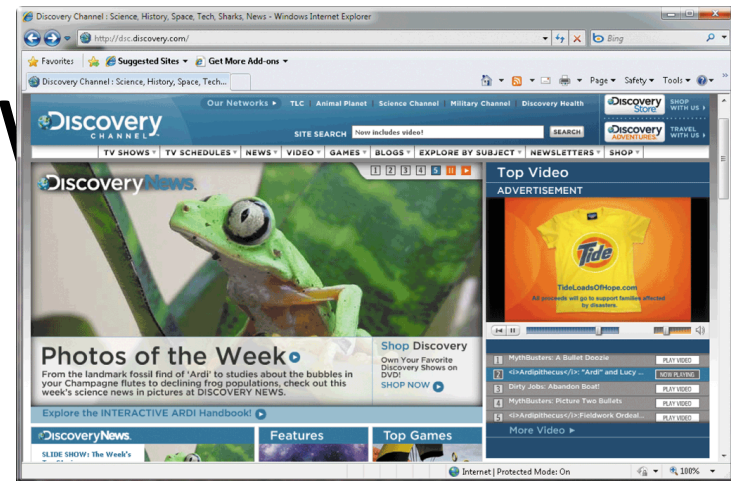 Discovery Channel : Science, History, Space, Tech, Sharks, News - Windows Internet Explorer
http://dsc.discovery.com/
Bing
Favorites Suggested Sites Get More Add-ons
Discovery Channel : Science, History, Space, Tech...
Page Safety Tools
Our Networks TLC Animal Planet Science Channel Military Channel Discovery Health
Discovery Store
SHOP WITH US
Discovery CHANNEL
SITE SEARCH Now includes video! SEARCH
Discovery ADVENTURES
TRAVEL WITH US
TV SHOWS TV SCHEDULES NEWS VIDEO GAMES BLOGS EXPLORE BY SUBJECT NEWSLETTERS SHOP
Discovery News.
1 2 3 4 5
Top Video
ADVERTISEMENT
Tide
TideLoadsOfHope.com
All proceeds will go to support families affected
by disasters.
Photos of the Week
From the landmark fossil find of 'Ardi' to studies about the bubbles in
your Champagne flutes to declining frog populations, check out this
week's science news in pictures at DISCOVERY NEWS.
Shop Discovery
Own Your Favorite
Discovery Shows on
DVD!
SHOP NOW
1 MythBusters: A Bullet Doozie PLAY VIDEO
2 <i>Ardipithecus</i>: "Ardi" and Lucy ... NOW PLAYING
3 Dirty Jobs: Abandon Boat! PLAY VIDEO
4 MythBusters: Picture Two Bullets PLAY VIDEO
5 <i>Ardipithecus</i>:Fieldwork Ordeal... PLAY VIDEO
More Video
Explore the INTERACTIVE ARDI Handbook!
Discovery News.
SLIDE SHOW: The Week's
Features
Top Games
Internet | Protected Mode: On
100%